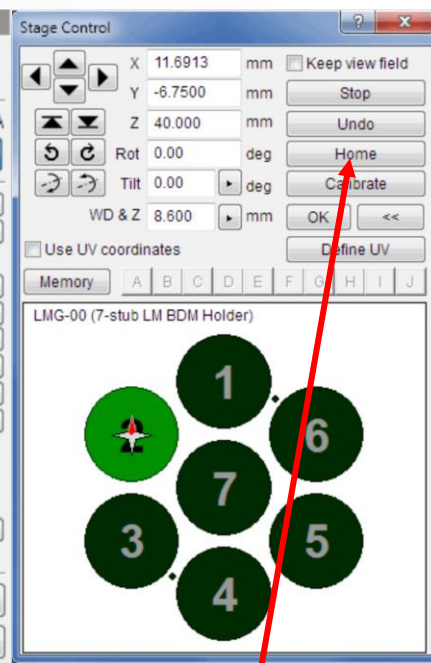 Stage Control
X 11.6913 mm Keep view field
Y -6.7500 mm Stop
Z 40.000 mm Undo
Rot 0.00 deg Home
Tilt 0.00 deg Calibrate
WD & Z 8.600 mm OK <<
Use UV coordinates Define UV
Memory A B C D E F G H I J
LMG-00 (7-stub LM BDM Holder)
1
2 6
7
3 5
4